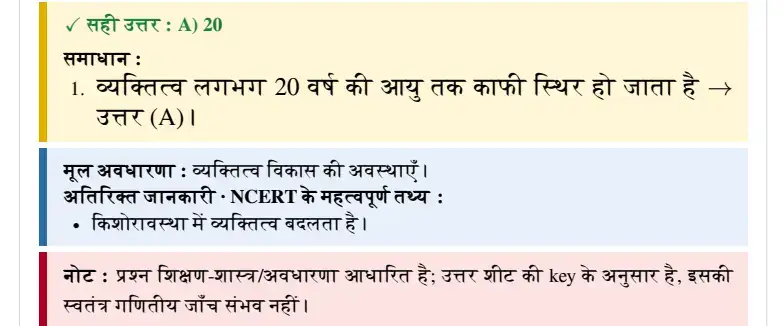 ✓ सही उत्तर : A) 20
समाधान :
1. व्यक्तित्व लगभग 20 वर्ष की आयु तक काफी स्थिर हो जाता है →
उत्तर (A)।
मूल अवधारणा : व्यक्तित्व विकास की अवस्थाएँ।
अतिरिक्त जानकारी · NCERT के महत्वपूर्ण तथ्य :
• किशोरावस्था में व्यक्तित्व बदलता है।
नोट : प्रश्न शिक्षण-शास्त्र/अवधारणा आधारित है; उत्तर शीट की key के अनुसार है, इसकी
स्वतंत्र गणितीय जाँच संभव नहीं।